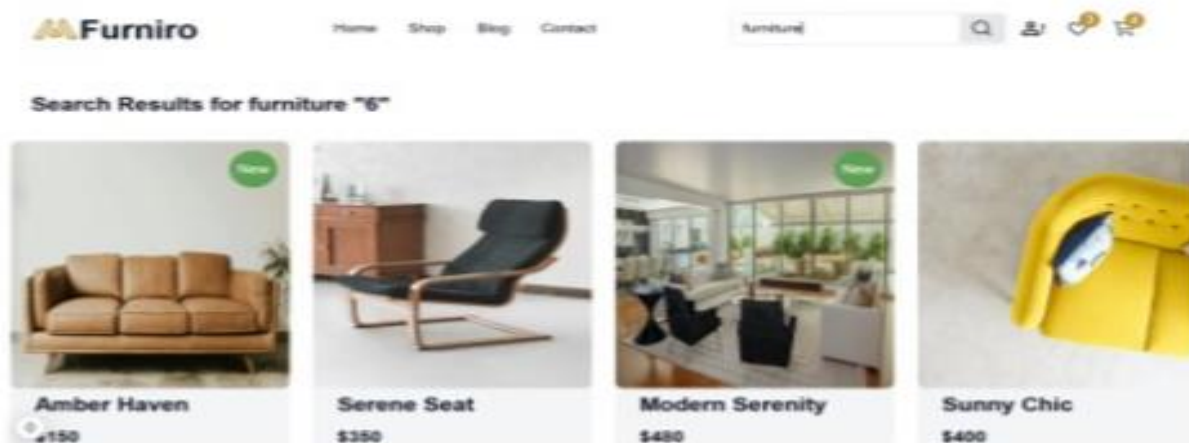 Furniro Home Shop Blog Contact furniture
Search Results for furniture "6"
New New
Amber Haven Serene Seat Modern Serenity Sunny Chic
$150 $350 $480 $400